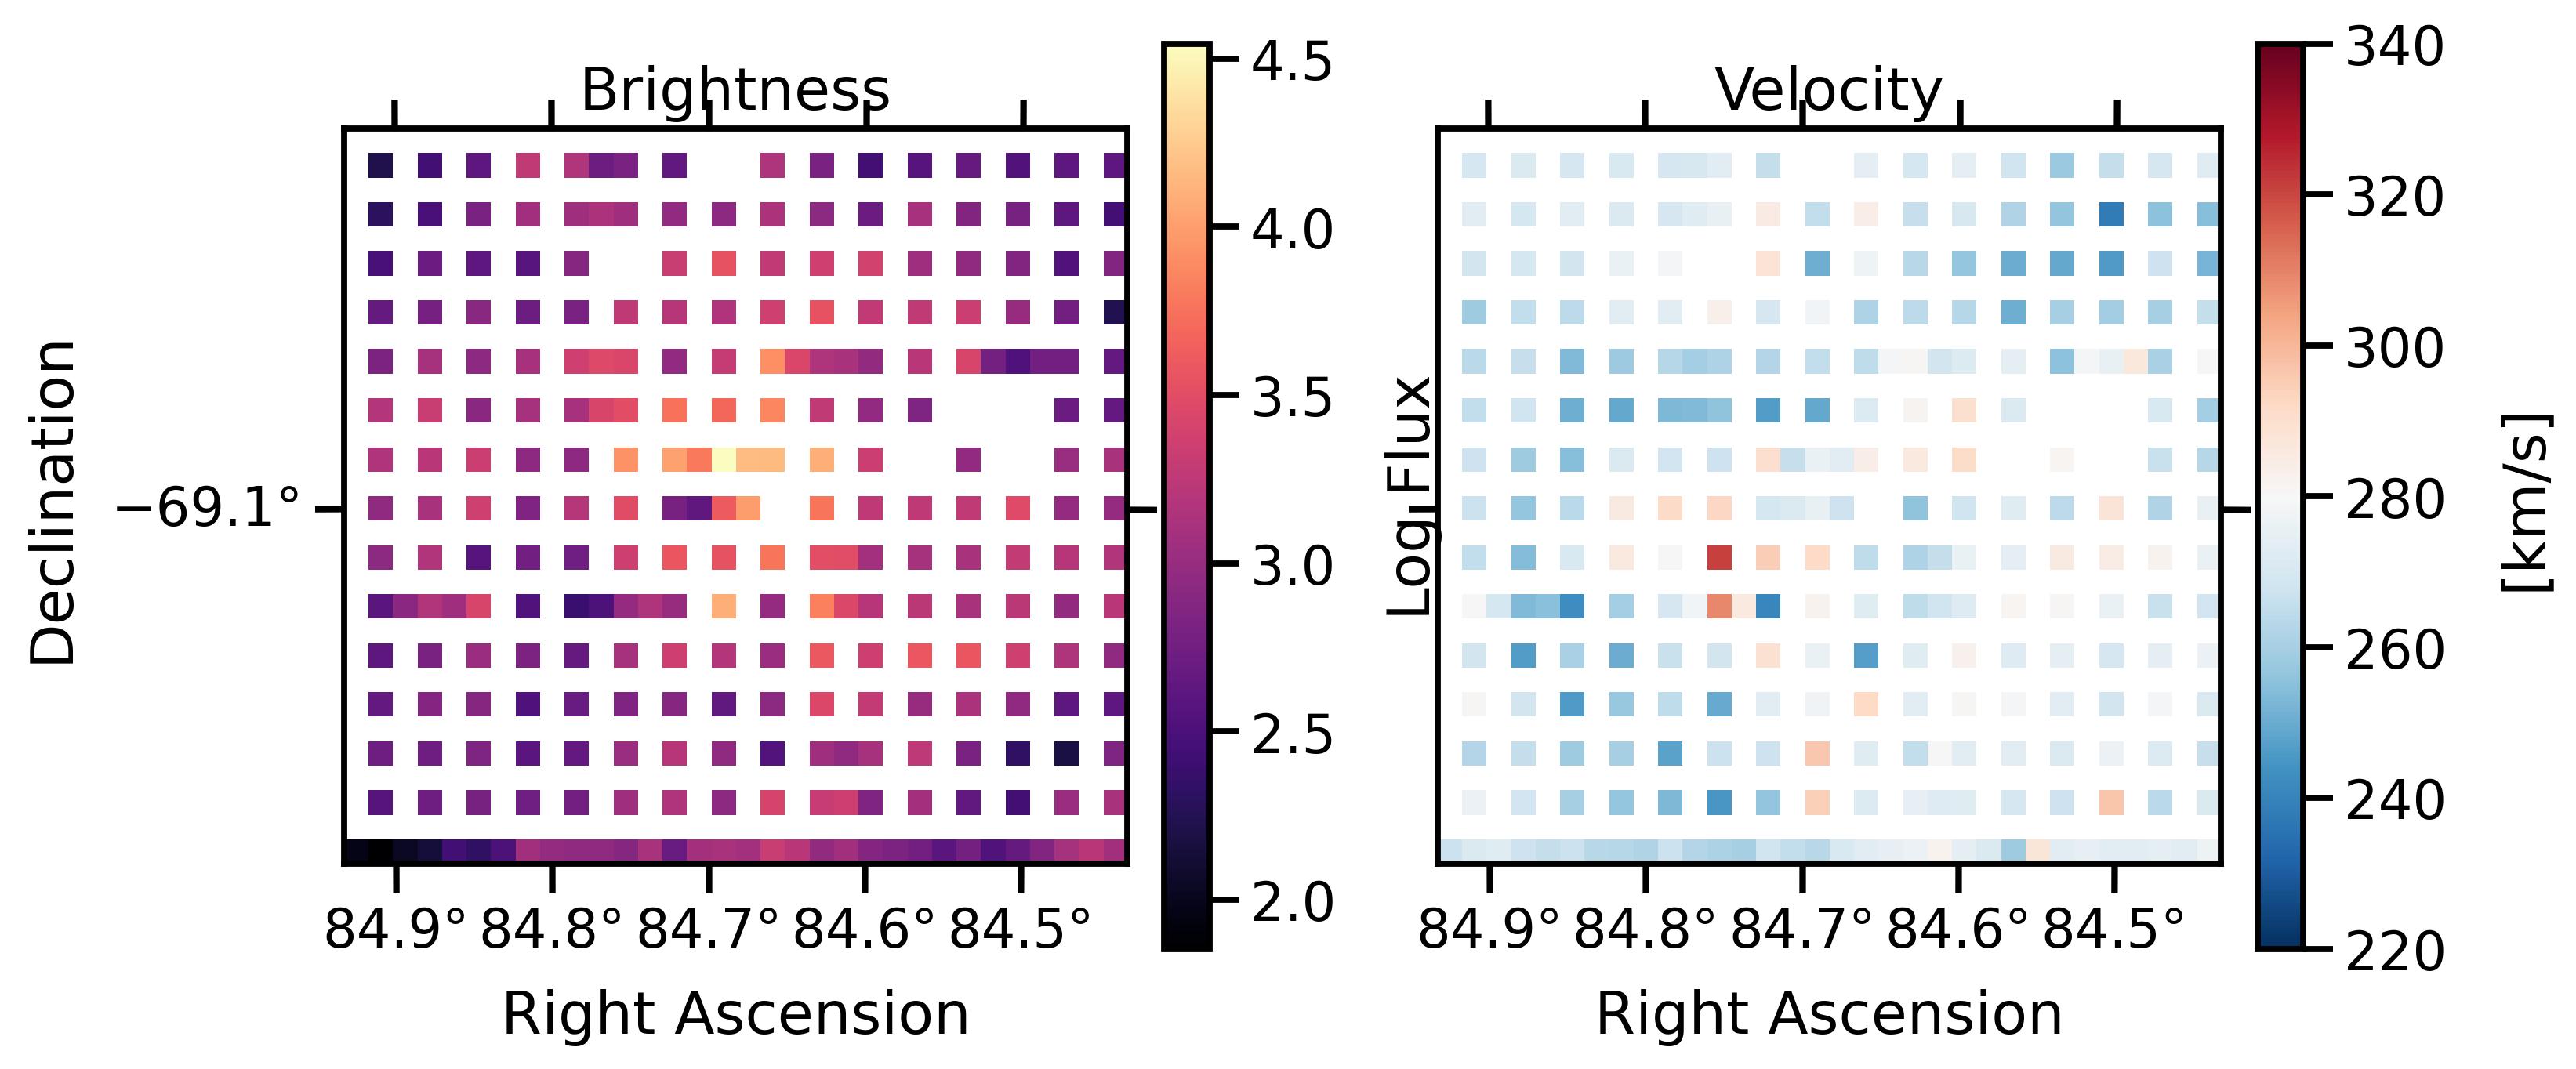 Brightness
Declination
−69.1°
84.9° 84.8° 84.7° 84.6° 84.5°
Right Ascension
4.5
4.0
3.5
3.0
2.5
2.0
Log Flux
Velocity
84.9° 84.8° 84.7° 84.6° 84.5°
Right Ascension
340
320
300
280
260
240
220
[km/s]